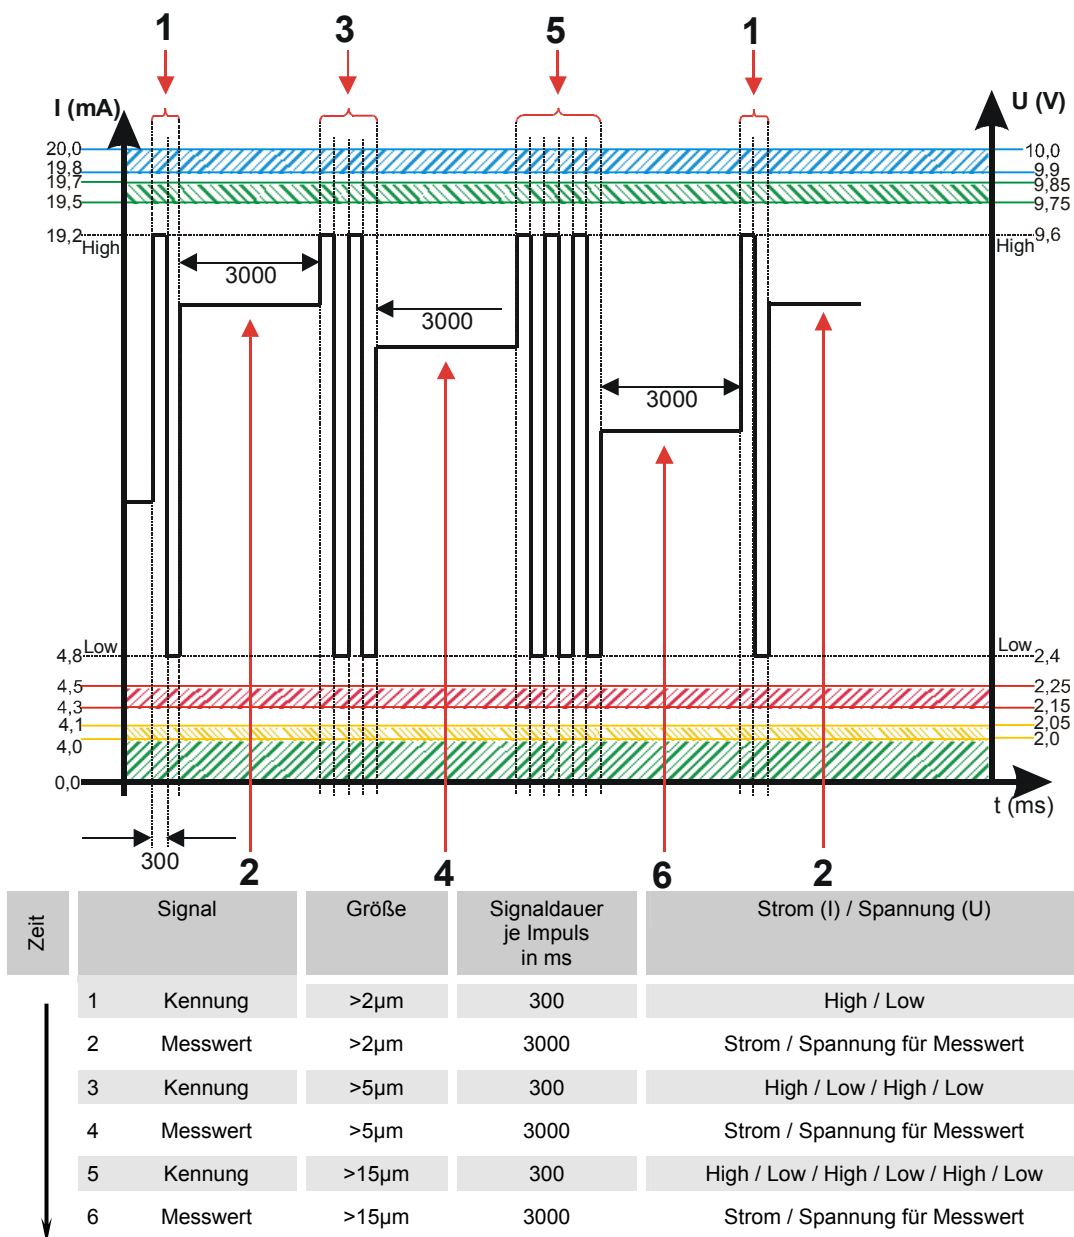 1 3 5 1
I (mA) U (V)
20,0 10,0
19,8 9,9
19,7 9,85
19,5 9,75
19,2 9,6
High High
3000
3000
3000
Low Low
4,8 2,4
4,5 2,25
4,3 2,15
4,1 2,05
4,0 2,0
0,0
t (ms)
300
2 4 6 2
Zeit Signal Größe Signaldauer Strom (I) / Spannung (U)
je Impuls
in ms
1 Kennung >2µm 300 High / Low
2 Messwert >2µm 3000 Strom / Spannung für Messwert
3 Kennung >5µm 300 High / Low / High / Low
4 Messwert >5µm 3000 Strom / Spannung für Messwert
5 Kennung >15µm 300 High / Low / High / Low / High / Low
6 Messwert >15µm 3000 Strom / Spannung für Messwert